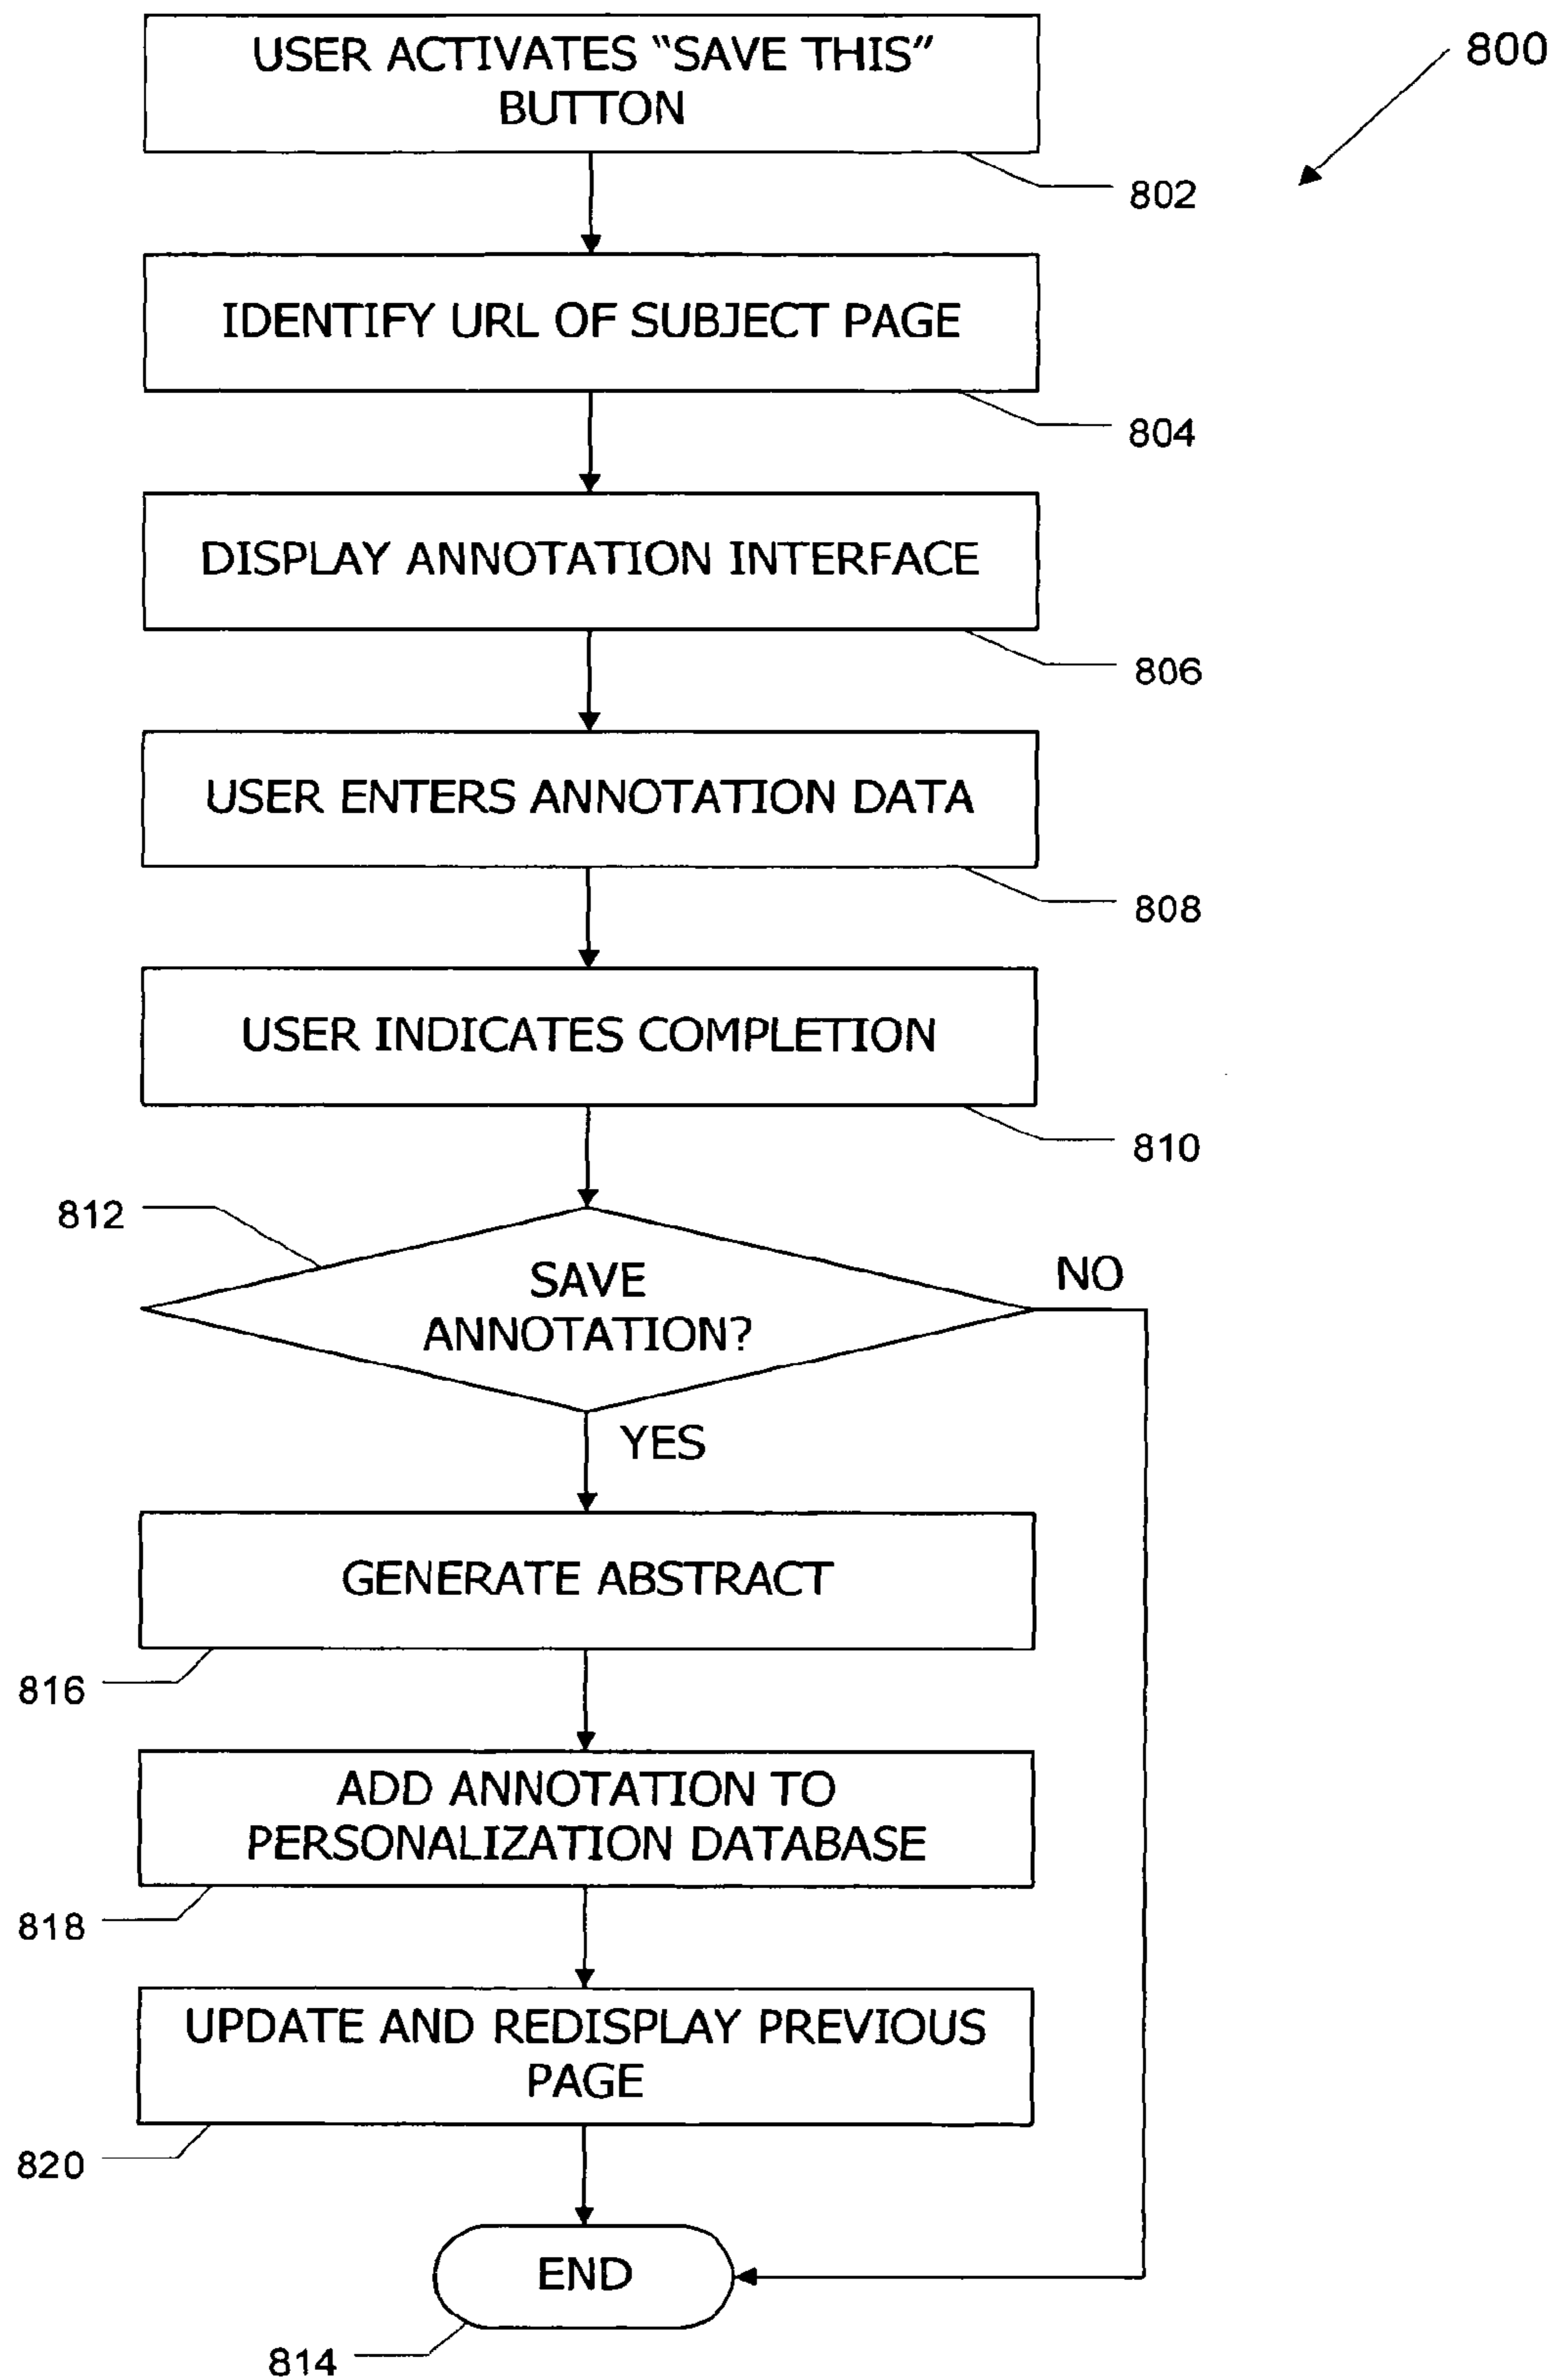 800
USER ACTIVATES “SAVE THIS”
BUTTON
802
IDENTIFY URL OF SUBJECT PAGE
804
DISPLAY ANNOTATION INTERFACE
806
USER ENTERS ANNOTATION DATA
808
USER INDICATES COMPLETION
810
812
SAVE
ANNOTATION?
NO
YES
GENERATE ABSTRACT
816
ADD ANNOTATION TO
PERSONALIZATION DATABASE
818
UPDATE AND REDISPLAY PREVIOUS
PAGE
820
END
814